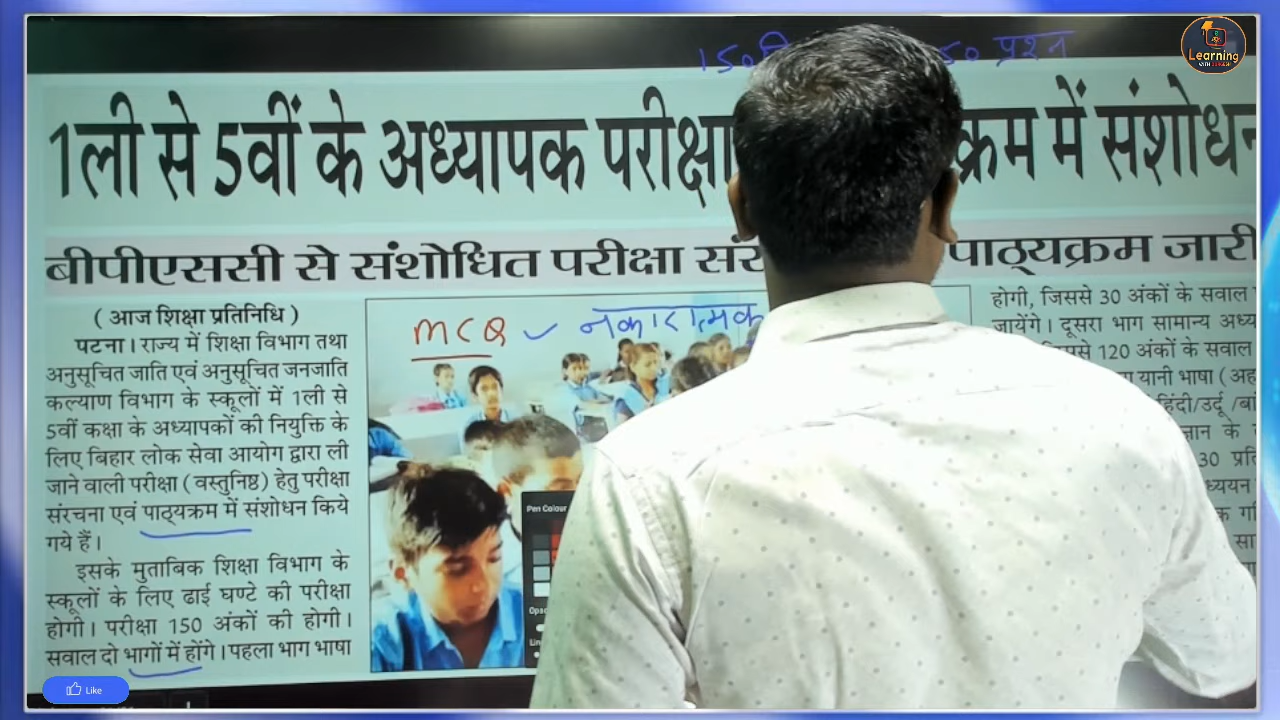 50 प्रश्न
Learning
1ली से 5वीं के अध्यापक परीक्षा क्रम में संशोधन
बीपीएससी से संशोधित परीक्षा पाठ्यक्रम जारी
( आज शिक्षा प्रतिनिधि )
पटना। राज्य में शिक्षा विभाग तथा
अनुसूचित जाति एवं अनुसूचित जनजाति
कल्याण विभाग के स्कूलों में 1ली से
5वीं कक्षा के अध्यापकों की नियुक्ति के
लिए बिहार लोक सेवा आयोग द्वारा ली
जाने वाली परीक्षा ( वस्तुनिष्ठ ) हेतु परीक्षा
संरचना एवं पाठ्यक्रम में संशोधन किये
गये हैं।
इसके मुताबिक शिक्षा विभाग के
स्कूलों के लिए ढाई घण्टे की परीक्षा
होगी। परीक्षा 150 अंकों की होगी।
सवाल दो भागों में होंगे। पहला भाग भाषा
MCQ नकारात्मक
Pen Colour
होगी, जिससे 30 अंकों के सवाल
जायेंगे। दूसरा भाग सामान्य
120 अंकों के सवाल
यानी भाषा
हिंदी/उर्दू
के
30
Like